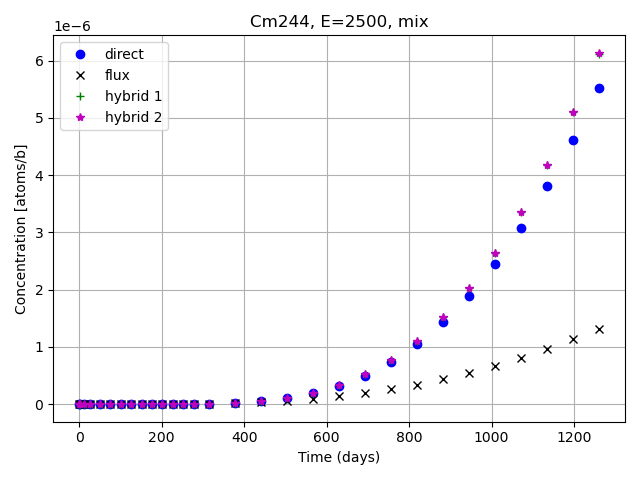 Cm244, E=2500, mix
1e−6
direct
flux
hybrid 1
hybrid 2
6
5
4
3
2
1
0
Concentration [atoms/b]
0 200 400 600 800 1000 1200
Time (days)